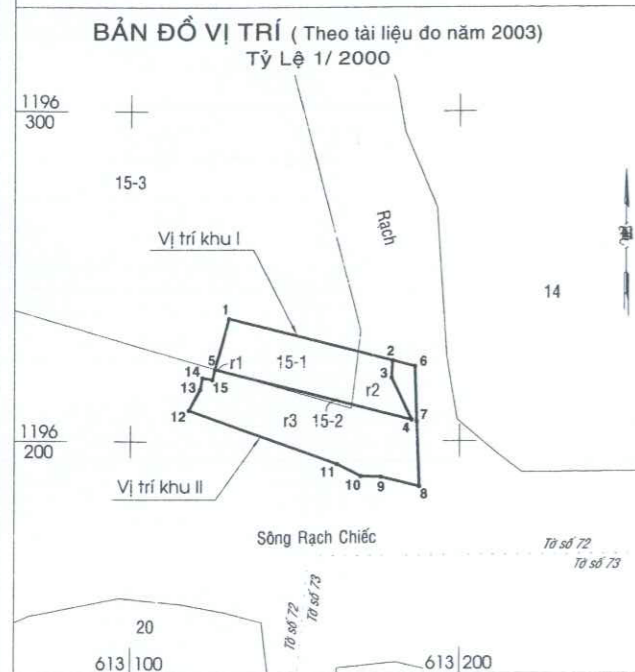 BẢN ĐỒ VỊ TRÍ ( Theo tài liệu đo năm 2003)
Tỷ Lệ 1/ 2000
1196
300
15-3
Rạch
Vị trí khu I
14
1
2
6
5
r1
15-1
3
r2
14
13
15
12
r3
15-2
4
7
1196
200
11
10
9
8
Vị trí khu II
Sông Rạch Chiếc
Tờ số 72
Tờ số 73
Tờ số 72
Tờ số 73
20
613 100
613 200